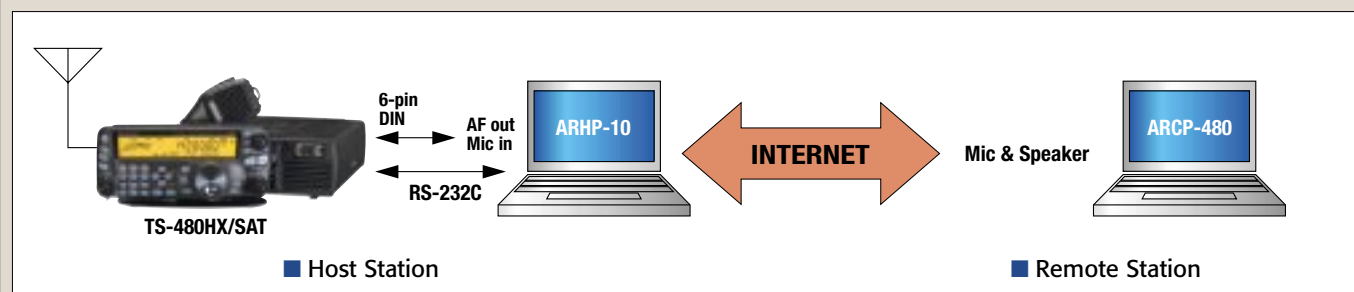 6-pin
DIN
AF out
Mic in
RS-232C
TS-480HX/SAT
ARHP-10
INTERNET
Mic & Speaker
ARCP-480
Host Station
Remote Station